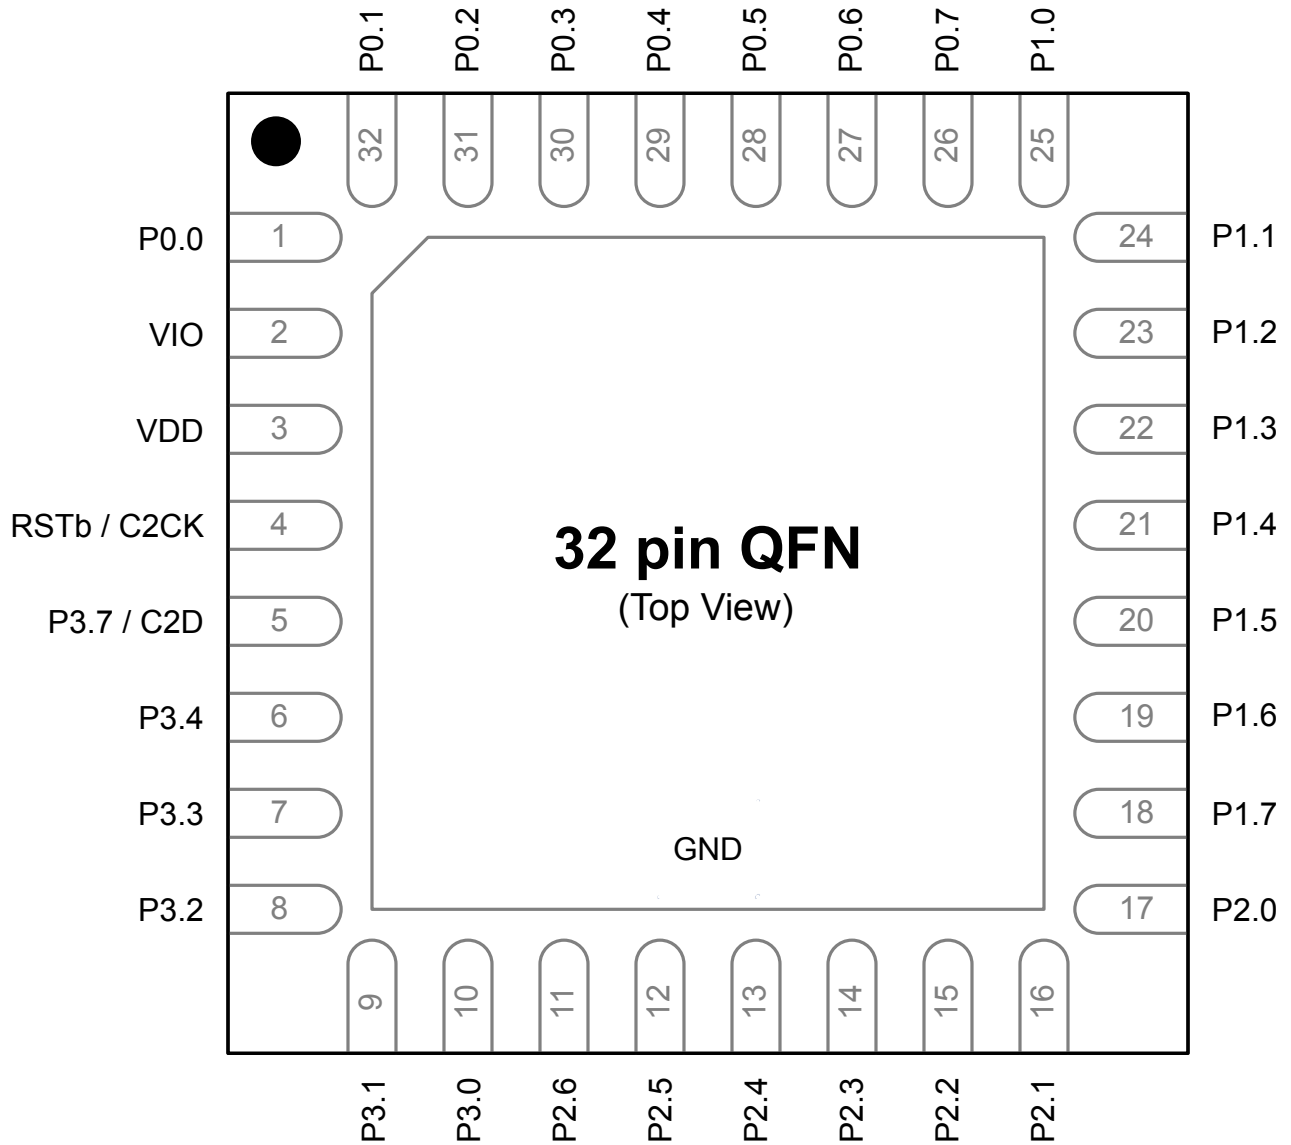 P0.1 P0.2 P0.3 P0.4 P0.5 P0.6 P0.7 P1.0
32 31 30 29 28 27 26 25
P0.0 1 24 P1.1
VIO 2 23 P1.2
VDD 3 22 P1.3
RSTb / C2CK 4 21 P1.4
32 pin QFN
(Top View)
P3.7 / C2D 5 20 P1.5
P3.4 6 19 P1.6
P3.3 7 18 P1.7
GND
P3.2 8 17 P2.0
9 10 11 12 13 14 15 16
P3.1 P3.0 P2.6 P2.5 P2.4 P2.3 P2.2 P2.1